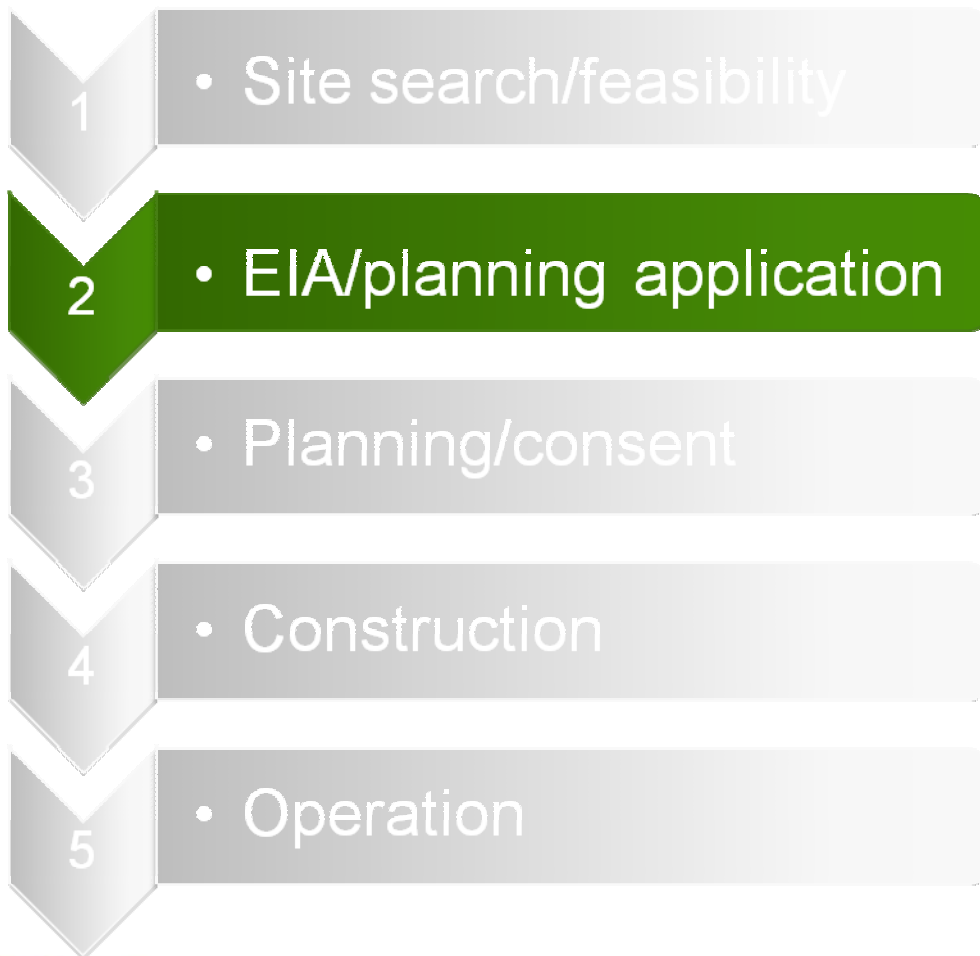 1 • Site search/feasibility
2 • EIA/planning application
3 • Planning/consent
4 • Construction
5 • Operation